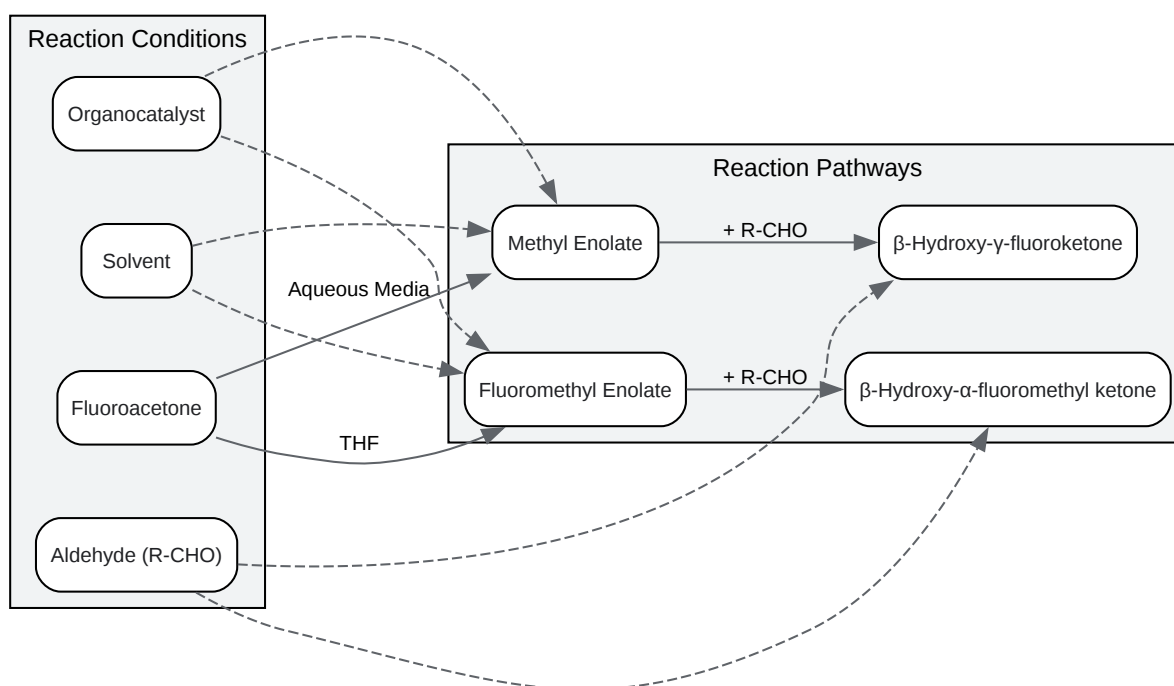 Reaction Conditions
Organocatalyst
Solvent
Fluoroacetone
Aldehyde (R-CHO)
Aqueous Media
THF
Reaction Pathways
Methyl Enolate
+ R-CHO
β-Hydroxy-γ-fluoroketone
Fluoromethyl Enolate
+ R-CHO
β-Hydroxy-α-fluoromethyl ketone